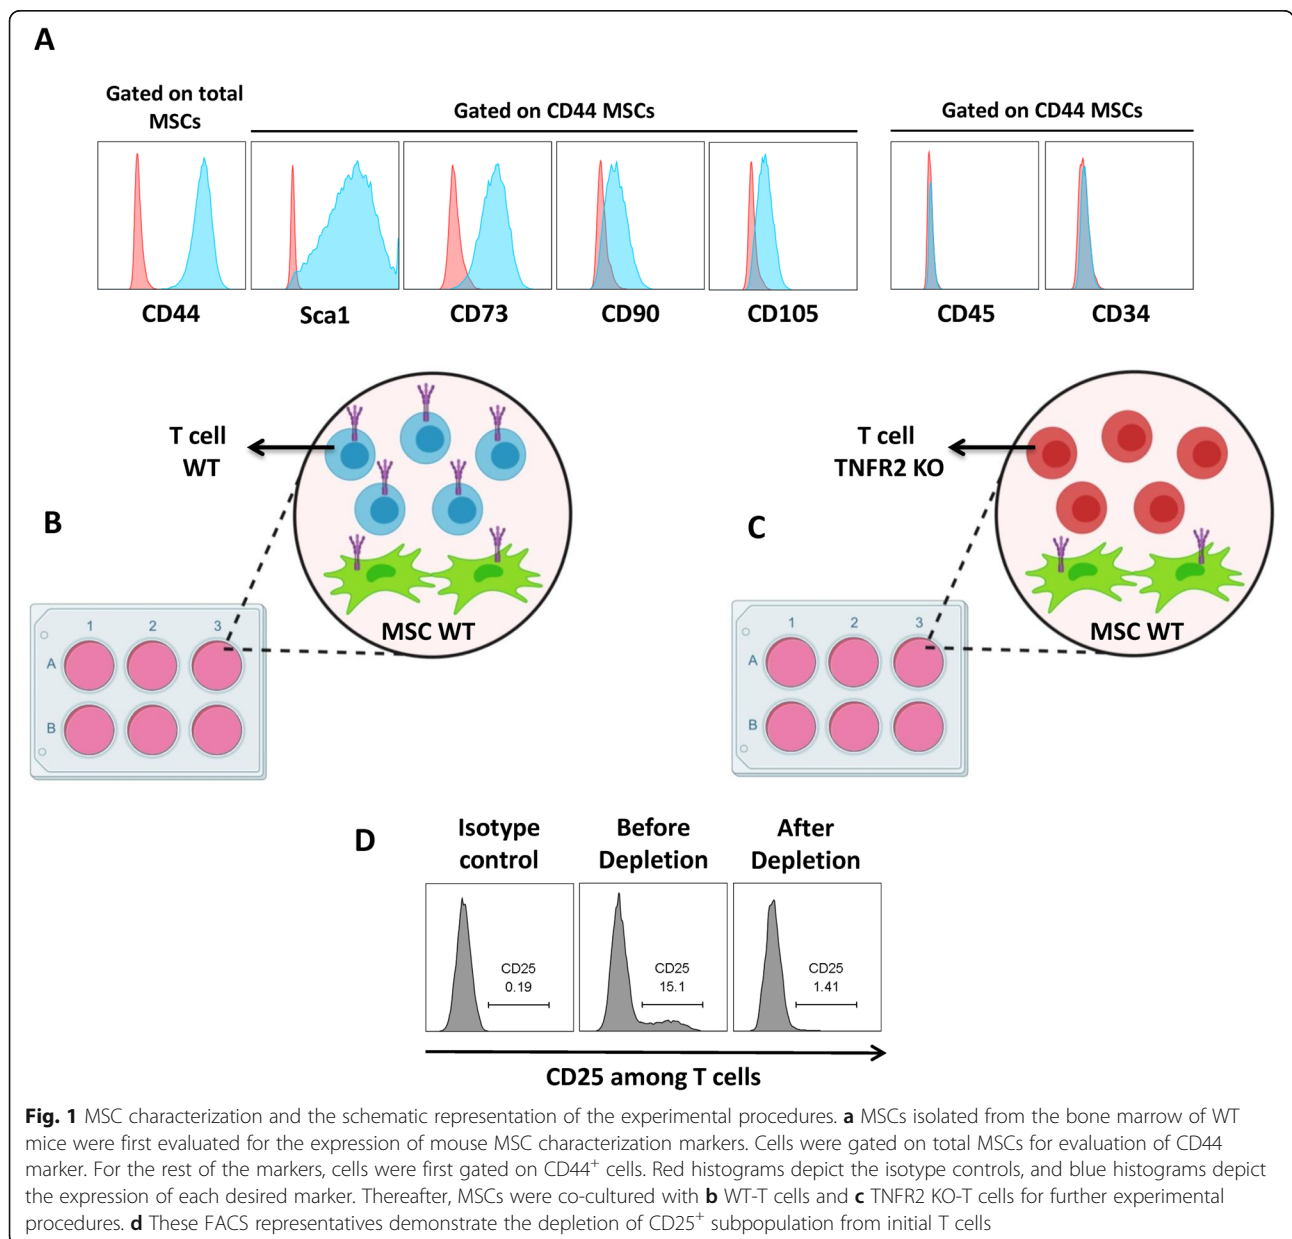 A
Gated on total
MSCs
Gated on CD44 MSCs
Gated on CD44 MSCs
CD44
Sca1
CD73
CD90
CD105
CD45
CD34
T cell
WT
B
MSC WT
1 2 3
A
B
T cell
TNFR2 KO
C
MSC WT
1 2 3
A
B
D
Isotype
control
Before
Depletion
After
Depletion
CD25
0.19
CD25
15.1
CD25
1.41
CD25 among T cells
Fig. 1 MSC characterization and the schematic representation of the experimental procedures. a MSCs isolated from the bone marrow of WT
mice were first evaluated for the expression of mouse MSC characterization markers. Cells were gated on total MSCs for evaluation of CD44
marker. For the rest of the markers, cells were first gated on CD44⁺ cells. Red histograms depict the isotype controls, and blue histograms depict
the expression of each desired marker. Thereafter, MSCs were co-cultured with b WT-T cells and c TNFR2 KO-T cells for further experimental
procedures. d These FACS representatives demonstrate the depletion of CD25⁺ subpopulation from initial T cells